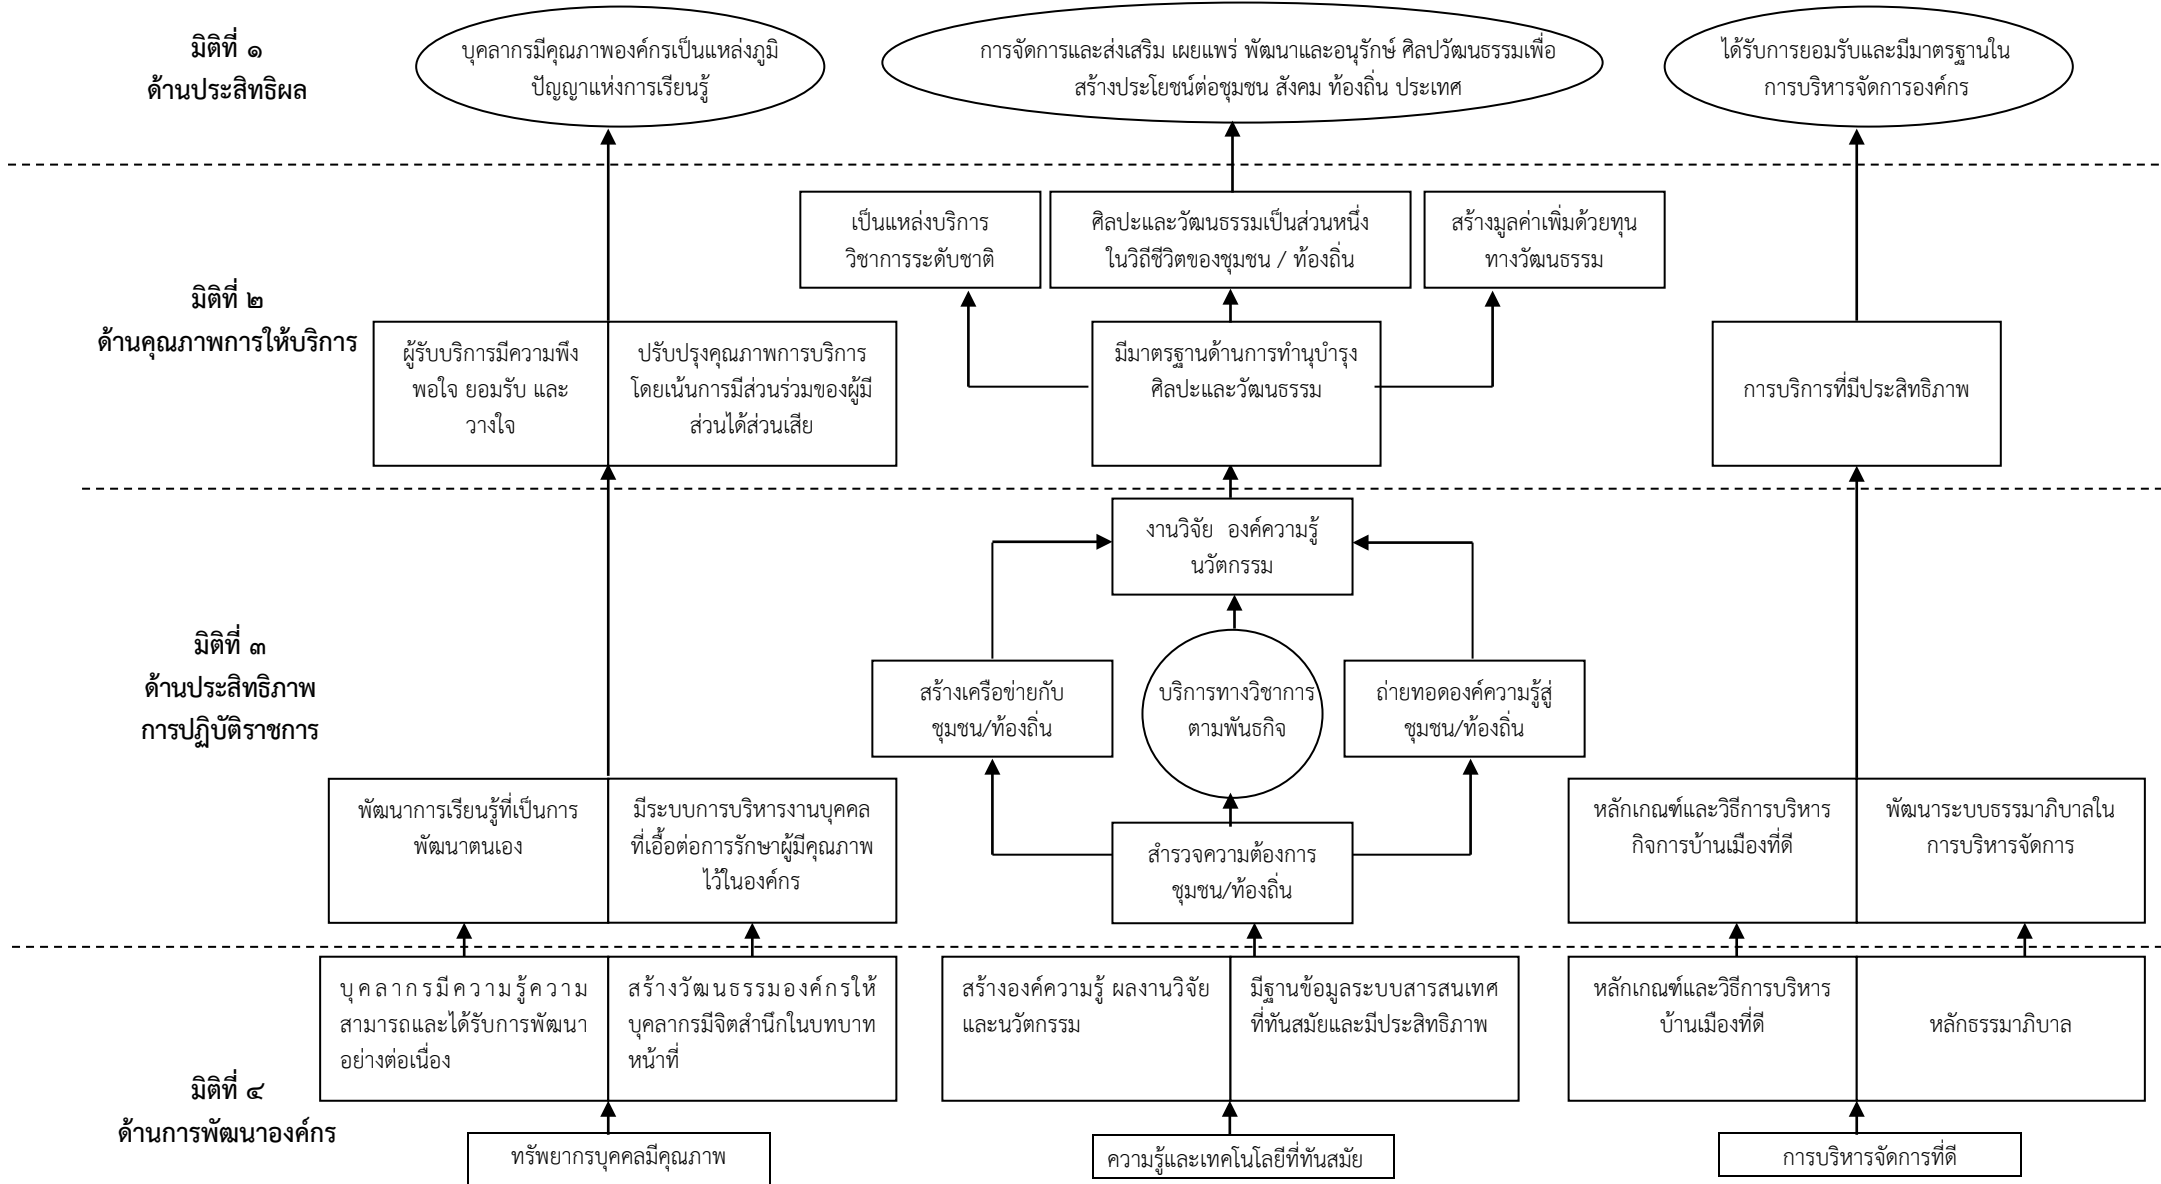 มิติที่ ๑
ด้านประสิทธิผล
บุคลากรมีคุณภาพองค์กรเป็นแหล่งภูมิ
ปัญญาแห่งการเรียนรู้
การจัดการและส่งเสริม เผยแพร่ พัฒนาและอนุรักษ์ ศิลปวัฒนธรรมเพื่อ
สร้างประโยชน์ต่อชุมชน สังคม ท้องถิ่น ประเทศ
ได้รับการยอมรับและมีมาตรฐานใน
การบริหารจัดการองค์กร
มิติที่ ๒
ด้านคุณภาพการให้บริการ
เป็นแหล่งบริการ
วิชาการระดับชาติ
ศิลปะและวัฒนธรรมเป็นส่วนหนึ่ง
ในวิถีชีวิตของชุมชน / ท้องถิ่น
สร้างมูลค่าเพิ่มด้วยทุน
ทางวัฒนธรรม
ผู้รับบริการมีความพึง
พอใจ ยอมรับ และ
วางใจ
ปรับปรุงคุณภาพการบริการ
โดยเน้นการมีส่วนร่วมของผู้มี
ส่วนได้ส่วนเสีย
มีมาตรฐานด้านการทำนุบำรุง
ศิลปะและวัฒนธรรม
การบริการที่มีประสิทธิภาพ
มิติที่ ๓
ด้านประสิทธิภาพ
การปฏิบัติราชการ
งานวิจัย องค์ความรู้
นวัตกรรม
สร้างเครือข่ายกับ
ชุมชน/ท้องถิ่น
บริการทางวิชาการ
ตามพันธกิจ
ถ่ายทอดองค์ความรู้สู่
ชุมชน/ท้องถิ่น
พัฒนาการเรียนรู้ที่เป็นการ
พัฒนาตนเอง
มีระบบการบริหารงานบุคคล
ที่เอื้อต่อการรักษาผู้มีคุณภาพ
ไว้ในองค์กร
สำรวจความต้องการ
ชุมชน/ท้องถิ่น
หลักเกณฑ์และวิธีการบริหาร
กิจการบ้านเมืองที่ดี
พัฒนาระบบธรรมาภิบาลใน
การบริหารจัดการ
มิติที่ ๔
ด้านการพัฒนาองค์กร
บุคลากรมีความรู้ความ
สามารถและได้รับการพัฒนา
อย่างต่อเนื่อง
สร้างวัฒนธรรมองค์กรให้
บุคลากรมีจิตสำนึกในบทบาท
หน้าที่
สร้างองค์ความรู้ ผลงานวิจัย
และนวัตกรรม
มีฐานข้อมูลระบบสารสนเทศ
ที่ทันสมัยและมีประสิทธิภาพ
หลักเกณฑ์และวิธีการบริหาร
บ้านเมืองที่ดี
หลักธรรมาภิบาล
ทรัพยากรบุคคลมีคุณภาพ
ความรู้และเทคโนโลยีที่ทันสมัย
การบริหารจัดการที่ดี